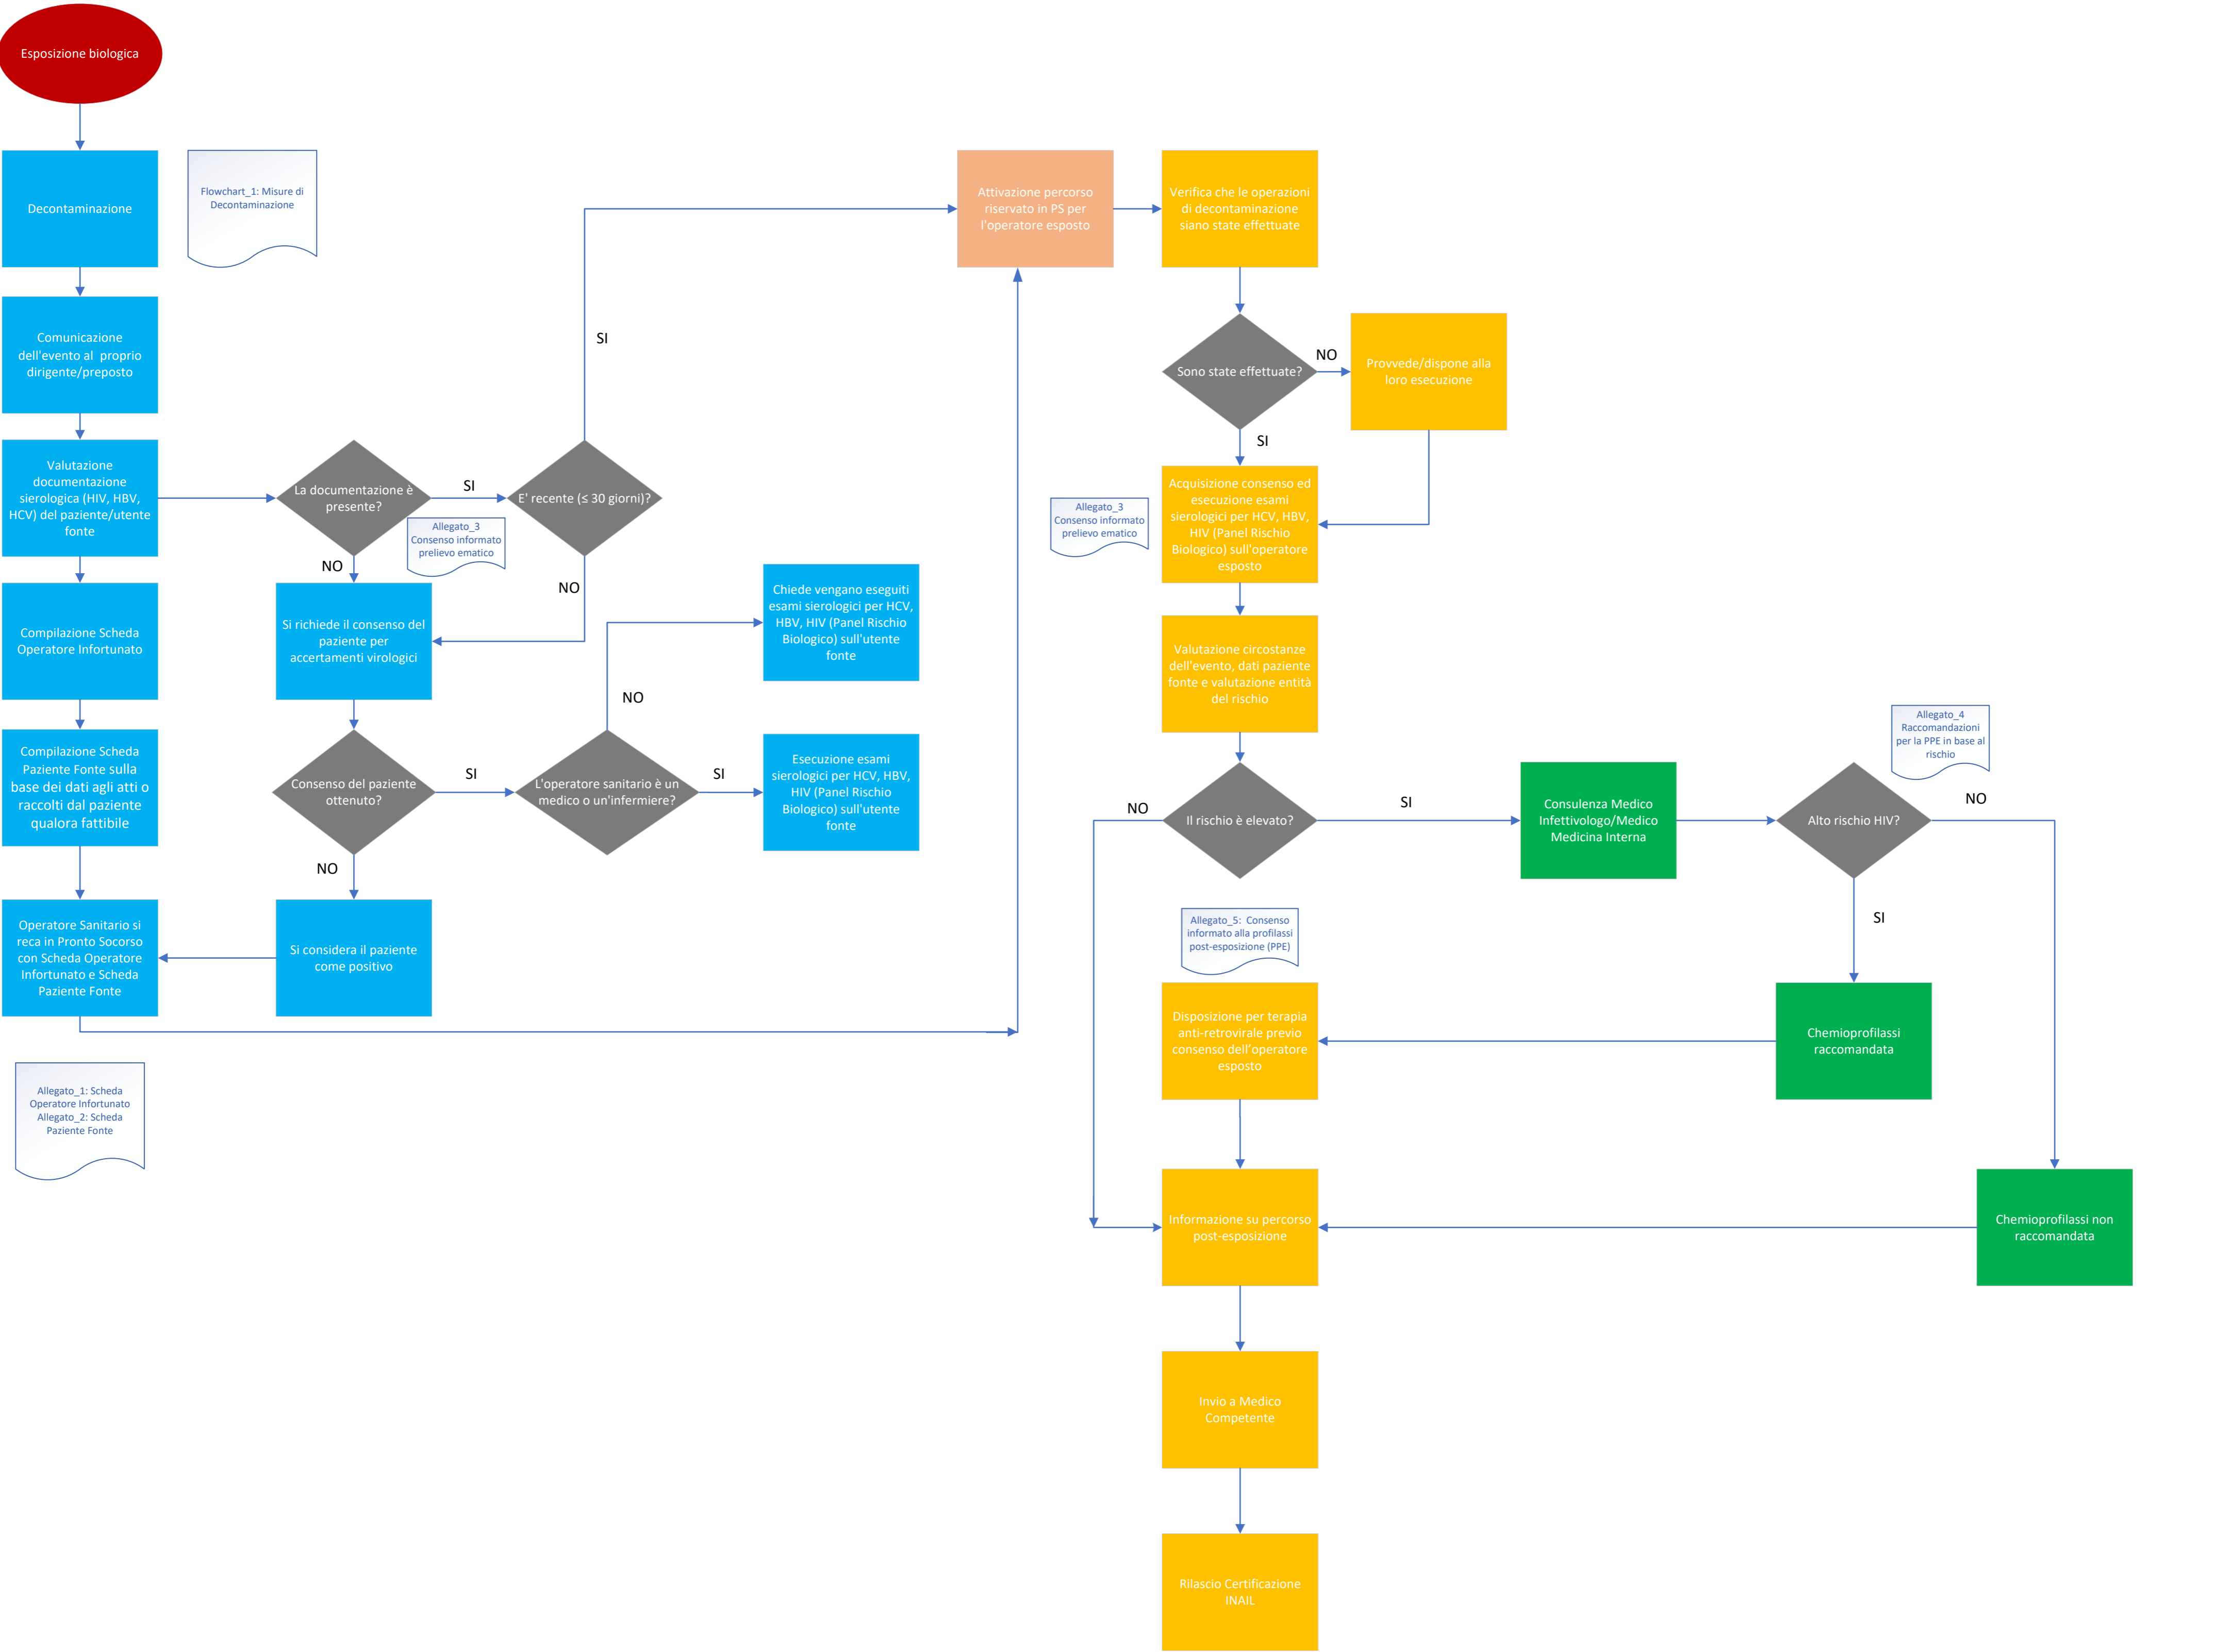 Esposizione biologica
Decontaminazione
Flowchart_1: Misure di
Decontaminazione
Comunicazione
dell'evento al  proprio
dirigente/preposto
Valutazione
documentazione
sierologica (HIV, HBV,
HCV) del paziente/utente
fonte
Compilazione Scheda
Operatore Infortunato
Compilazione Scheda
Paziente Fonte sulla
base dei dati agli atti o
raccolti dal paziente
qualora fattibile
Operatore Sanitario si
reca in Pronto Socorso
con Scheda Operatore
Infortunato e Scheda
Paziente Fonte
Allegato_1: Scheda
Operatore Infortunato
Allegato_2: Scheda
Paziente Fonte
La documentazione è
presente?
SI
NO
Allegato_3
Consenso informato
prelievo ematico
E' recente (≤ 30 giorni)?
SI
NO
Si richiede il consenso del
paziente per
accertamenti virologici
Consenso del paziente
ottenuto?
SI
NO
Si considera il paziente
come positivo
L'operatore sanitario è un
medico o un'infermiere?
NO
SI
Chiede vengano eseguiti
esami sierologici per HCV,
HBV, HIV (Panel Rischio
Biologico) sull'utente
fonte
Esecuzione esami
sierologici per HCV, HBV,
HIV (Panel Rischio
Biologico) sull'utente
fonte
Attivazione percorso
riservato in PS per
l'operatore esposto
Verifica che le operazioni
di decontaminazione
siano state effettuate
Sono state effettuate?
NO
SI
Provvede/dispone alla
loro esecuzione
Allegato_3
Consenso informato
prelievo ematico
Acquisizione consenso ed
esecuzione esami
sierologici per HCV, HBV,
HIV (Panel Rischio
Biologico) sull'operatore
esposto
Valutazione circostanze
dell'evento, dati paziente
fonte e valutazione entità
del rischio
Il rischio è elevato?
NO
SI
Consulenza Medico
Infettivologo/Medico
Medicina Interna
Allegato_4
Raccomandazioni
per la PPE in base al
rischio
Alto rischio HIV?
NO
SI
Allegato_5:  Consenso
informato alla profilassi
post-esposizione (PPE)
Disposizione per terapia
anti-retrovirale previo
consenso dell'operatore
esposto
Chemioprofilassi
raccomandata
Informazione su percorso
post-esposizione
Chemioprofilassi non
raccomandata
Invio a Medico
Competente
Rilascio Certificazione
INAIL